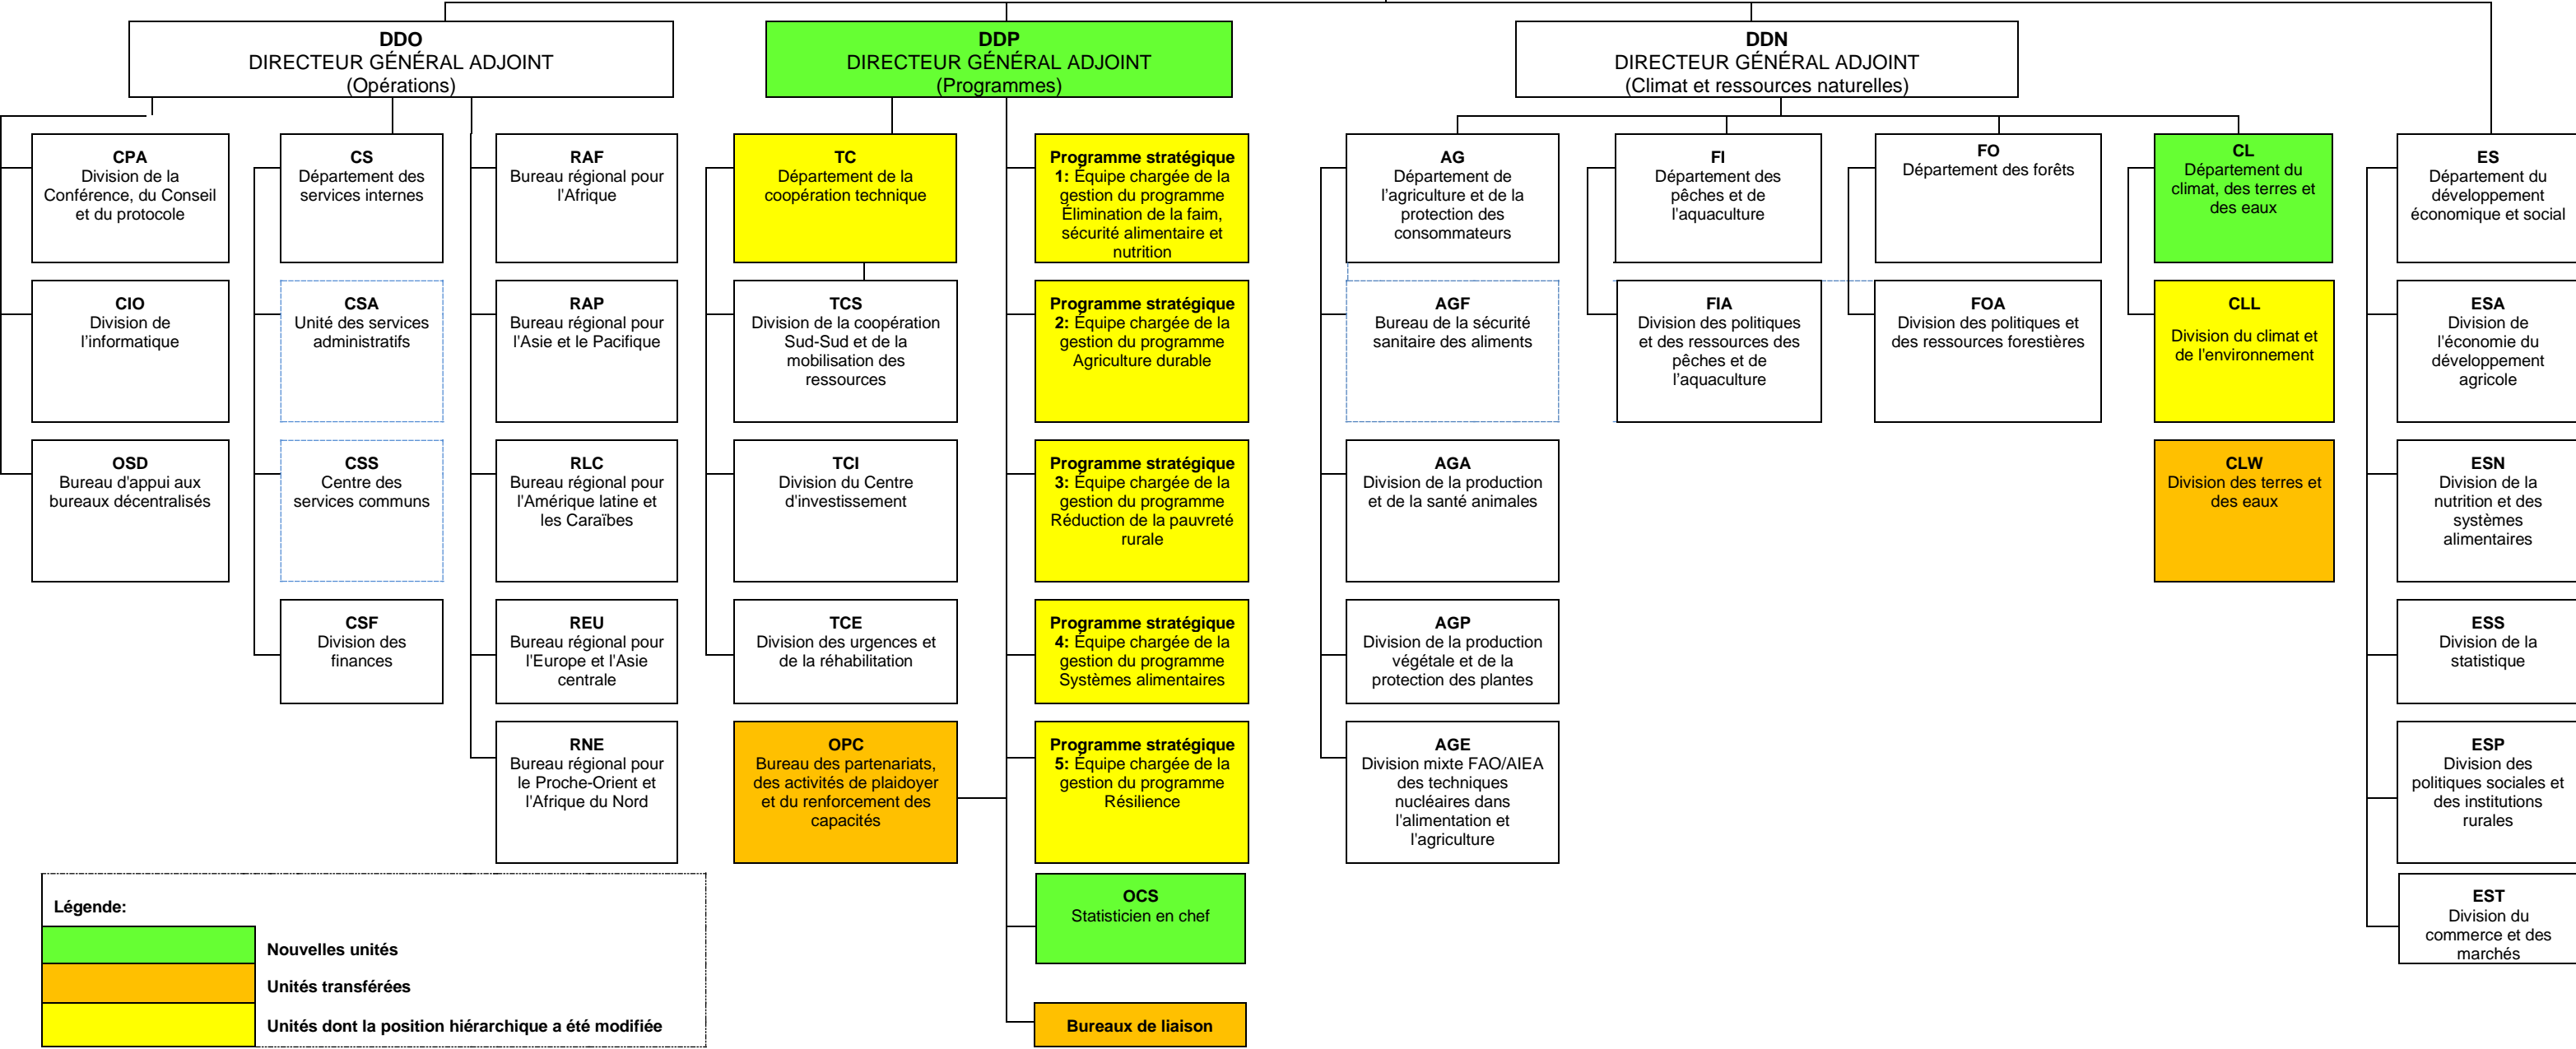 DDO
DIRECTEUR GÉNÉRAL ADJOINT
(Opérations)
DDP
DIRECTEUR GÉNÉRAL ADJOINT
(Programmes)
DDN
DIRECTEUR GÉNÉRAL ADJOINT
(Climat et ressources naturelles)
CPA
Division de la
Conférence, du Conseil
et du protocole
CIO
Division de
l’informatique
OSD
Bureau d'appui aux
bureaux décentralisés
CS
Département des
services internes
CSA
Unité des services
administratifs
CSS
Centre des
services communs
CSF
Division des
finances
RAF
Bureau régional pour
l'Afrique
RAP
Bureau régional pour
l'Asie et le Pacifique
RLC
Bureau régional pour
l'Amérique latine et
les Caraïbes
REU
Bureau régional pour
l'Europe et l'Asie
centrale
RNE
Bureau régional pour
le Proche-Orient et
l'Afrique du Nord
TC
Département de la
coopération technique
TCS
Division de la coopération
Sud-Sud et de la
mobilisation des
ressources
TCI
Division du Centre
d'investissement
TCE
Division des urgences et
de la réhabilitation
OPC
Bureau des partenariats,
des activités de plaidoyer
et du renforcement des
capacités
Programme stratégique
1: Équipe chargée de la
gestion du programme
Élimination de la faim,
sécurité alimentaire et
nutrition
Programme stratégique
2: Équipe chargée de la
gestion du programme
Agriculture durable
Programme stratégique
3: Équipe chargée de la
gestion du programme
Réduction de la pauvreté
rurale
Programme stratégique
4: Équipe chargée de la
gestion du programme
Systèmes alimentaires
Programme stratégique
5: Équipe chargée de la
gestion du programme
Résilience
OCS
Statisticien en chef
Bureaux de liaison
AG
Département de
l’agriculture et de la
protection des
consommateurs
AGF
Bureau de la sécurité
sanitaire des aliments
AGA
Division de la production
et de la santé animales
AGP
Division de la production
végétale et de la
protection des plantes
AGE
Division mixte FAO/AIEA
des techniques
nucléaires dans
l'alimentation et
l'agriculture
FI
Département des
pêches et de
l'aquaculture
FIA
Division des politiques
et des ressources des
pêches et de
l’aquaculture
FO
Département des forêts
FOA
Division des politiques et
des ressources forestières
CL
Département du
climat, des terres et
des eaux
CLL
Division du climat et
de l'environnement
CLW
Division des terres et
des eaux
ES
Département du
développement
économique et social
ESA
Division de
l'économie du
développement
agricole
ESN
Division de la
nutrition et des
systèmes
alimentaires
ESS
Division de la
statistique
ESP
Division des
politiques sociales et
des institutions
rurales
EST
Division du
commerce et des
marchés
Légende:
Nouvelles unités
Unités transférées
Unités dont la position hiérarchique a été modifiée